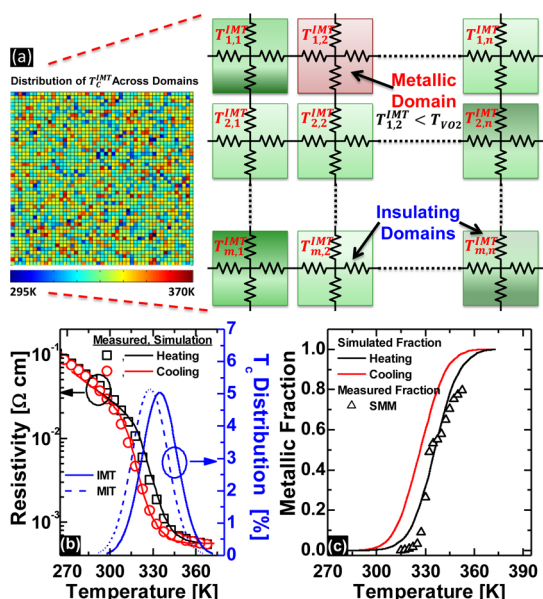 (a)
Distribution of T_C^IMT Across Domains
295K 370K
T_1,1^IMT T_1,2^IMT T_1,n^IMT
Metallic
Domain
T_1,2^IMT < T_VO2
T_2,1^IMT T_2,2^IMT T_2,n^IMT
Insulating
Domains
T_m,1^IMT T_m,2^IMT T_m,n^IMT
Measured, Simulation
Heating
Cooling
IMT
MIT
(b)
Resistivity [Ω cm]
10^-1
10^-2
10^-3
T_c Distribution [%]
7
6
5
4
3
2
1
0
270 300 330 360
Temperature [K]
Simulated Fraction
Heating
Cooling
Measured Fraction
SMM
(c)
Metallic Fraction
1.0
0.8
0.6
0.4
0.2
0.0
270 300 330 360 390
Temperature [K]